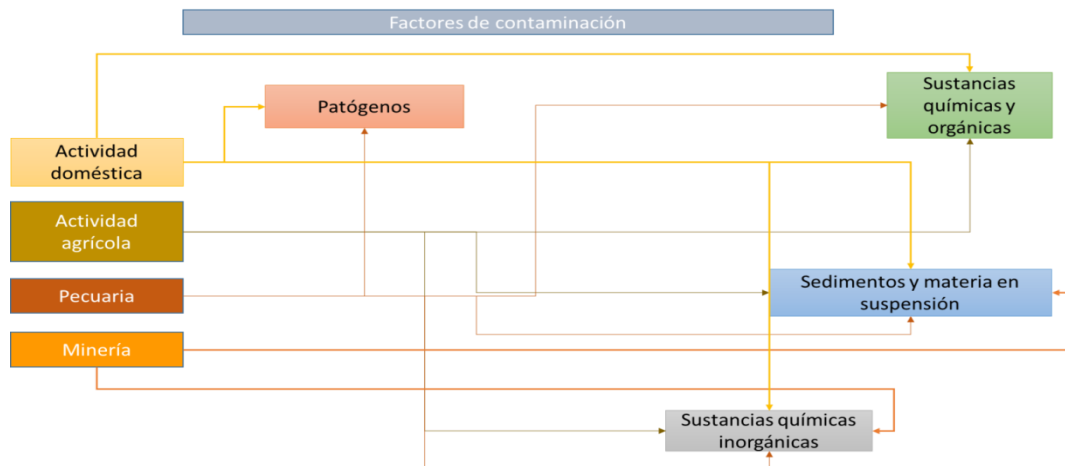 Factores de contaminación
Patógenos
Sustancias
químicas y
orgánicas
Actividad
doméstica
Actividad
agrícola
Pecuaria
Sedimentos y materia en
suspensión
Minería
Sustancias químicas
inorgánicas